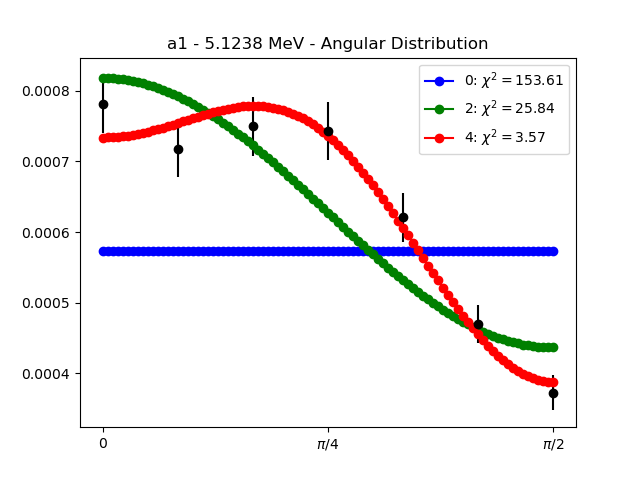 a1 - 5.1238 MeV - Angular Distribution
0: χ² = 153.61
2: χ² = 25.84
4: χ² = 3.57
0.0008
0.0007
0.0006
0.0005
0.0004
0
π/4
π/2